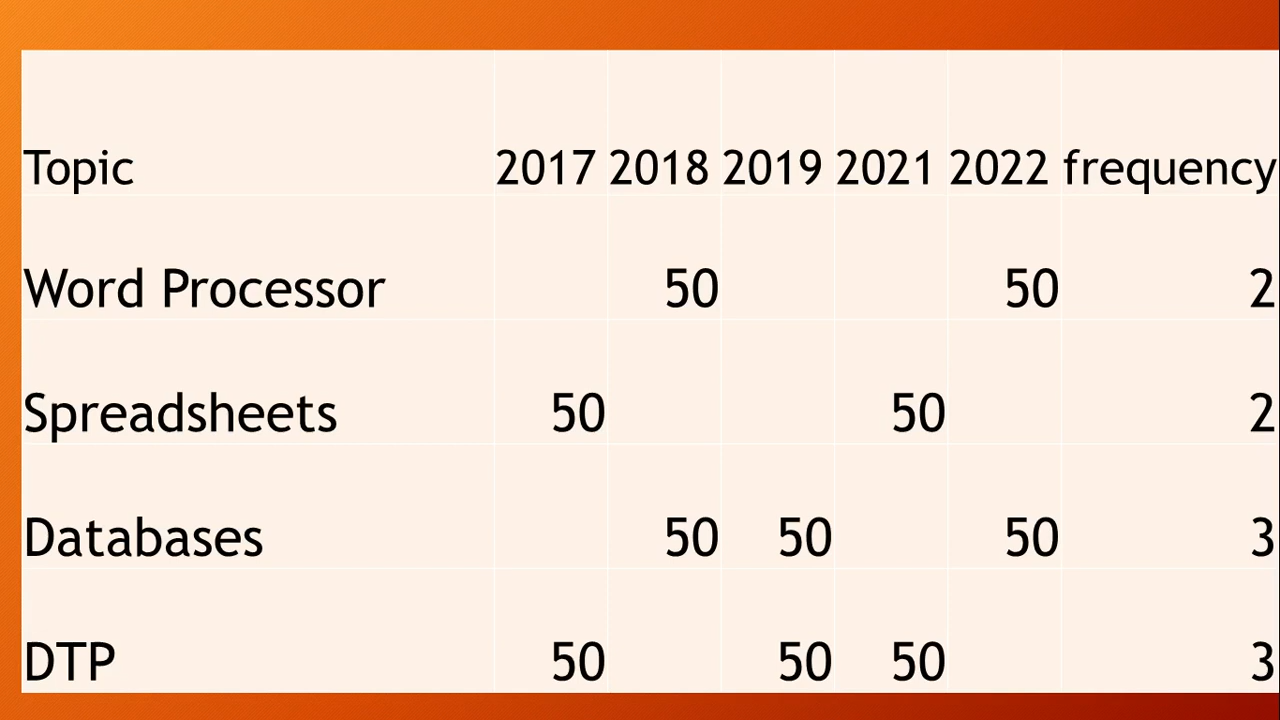 Topic 2017 2018 2019 2021 2022 frequency
Word Processor 50 50 2
Spreadsheets 50 50 2
Databases 50 50 50 3
DTP 50 50 50 3